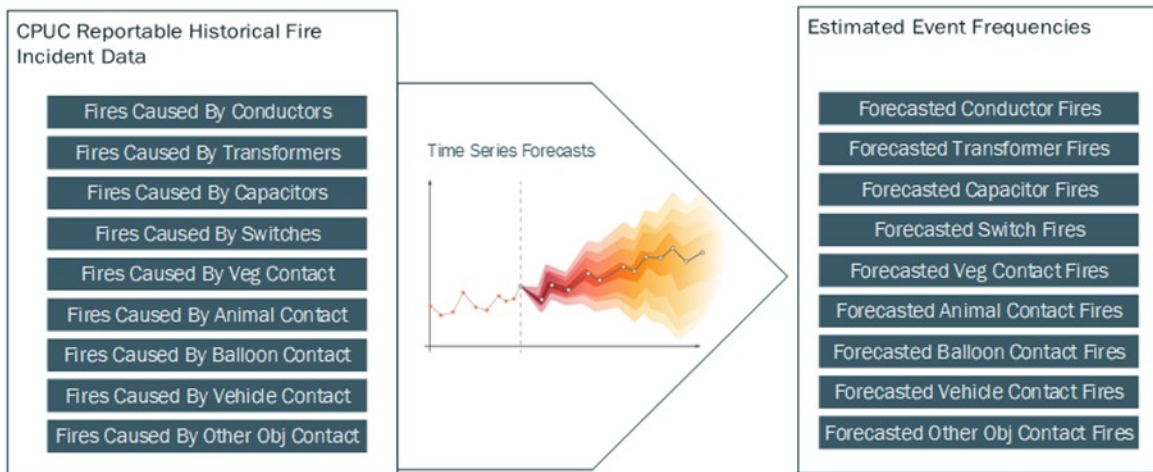 CPUC Reportable Historical Fire
Incident Data
Fires Caused By Conductors
Fires Caused By Transformers
Fires Caused By Capacitors
Fires Caused By Switches
Fires Caused By Veg Contact
Fires Caused By Animal Contact
Fires Caused By Balloon Contact
Fires Caused By Vehicle Contact
Fires Caused By Other Obj Contact
Time Series Forecasts
Estimated Event Frequencies
Forecasted Conductor Fires
Forecasted Transformer Fires
Forecasted Capacitor Fires
Forecasted Switch Fires
Forecasted Veg Contact Fires
Forecasted Animal Contact Fires
Forecasted Balloon Contact Fires
Forecasted Vehicle Contact Fires
Forecasted Other Obj Contact Fires